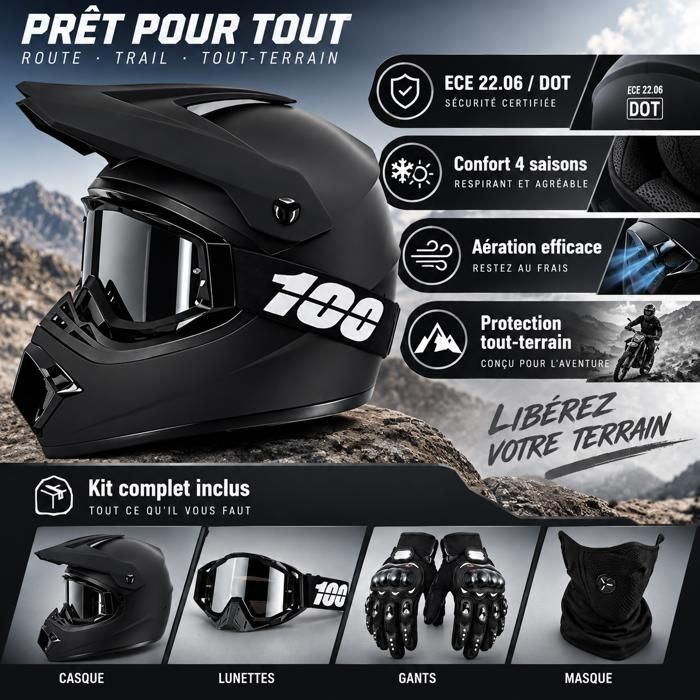 PRÊT POUR TOUT
ROUTE · TRAIL · TOUT-TERRAIN
ECE 22.06 / DOT
SÉCURITÉ CERTIFIÉE
ECE 22.06
DOT
Confort 4 saisons
RESPIRANT ET AGRÉABLE
Aération efficace
RESTEZ AU FRAIS
Protection
tout-terrain
CONÇU POUR L'AVENTURE
100
LIBÉREZ
VOTRE TERRAIN
Kit complet inclus
TOUT CE QU'IL VOUS FAUT
100
CASQUE
LUNETTES
GANTS
MASQUE